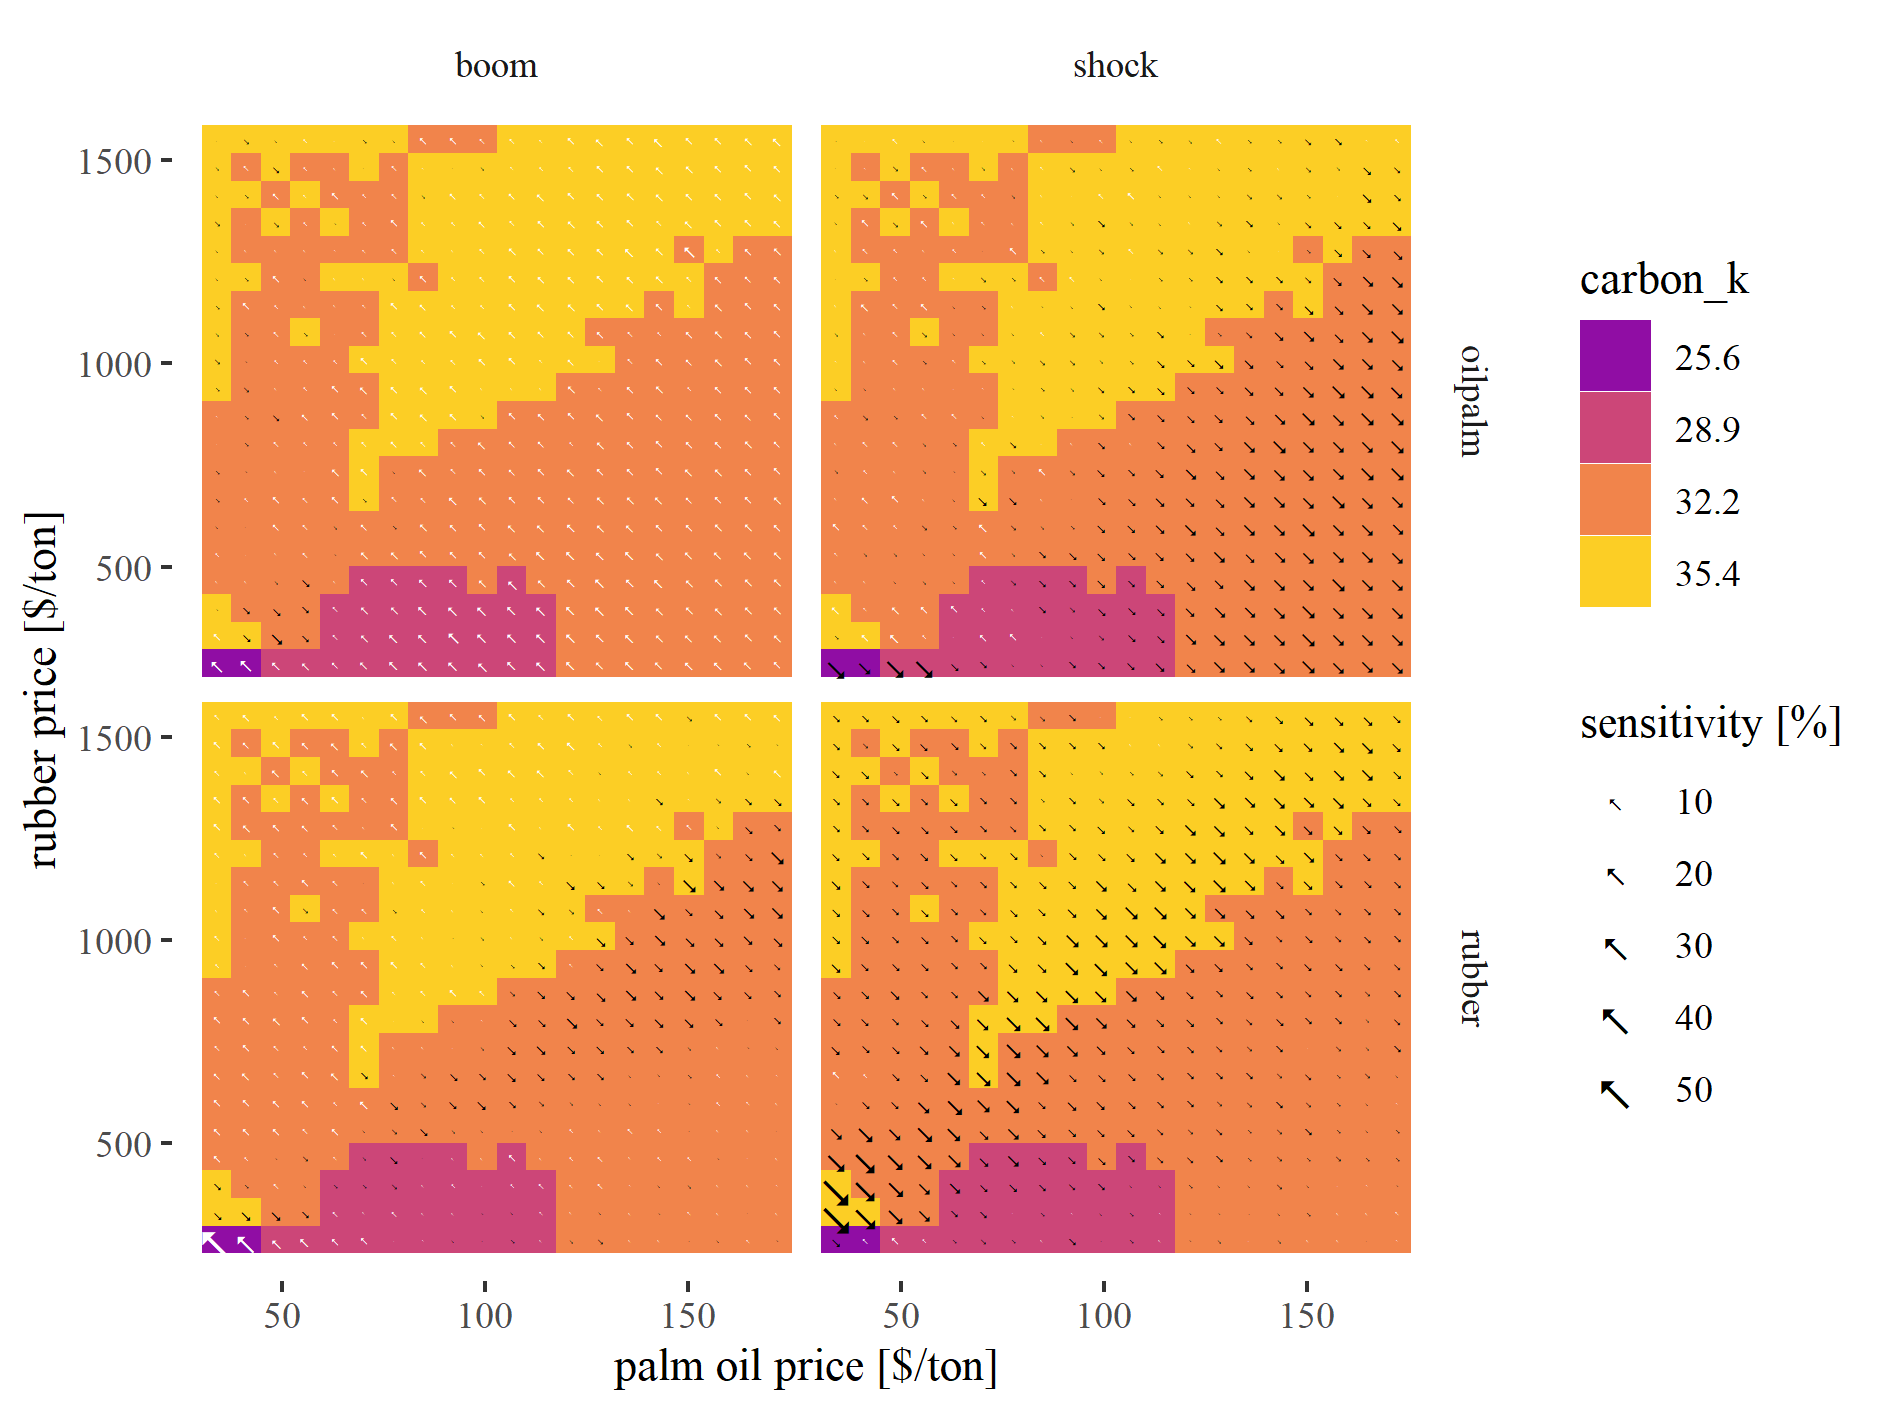 boom
shock
1500
1000
500
1500
1000
500
rubber price [$/ton]
oilpalm
rubber
50
100
150
50
100
150
palm oil price [$/ton]
carbon_k
25.6
28.9
32.2
35.4
sensitivity [%]
10
20
30
40
50